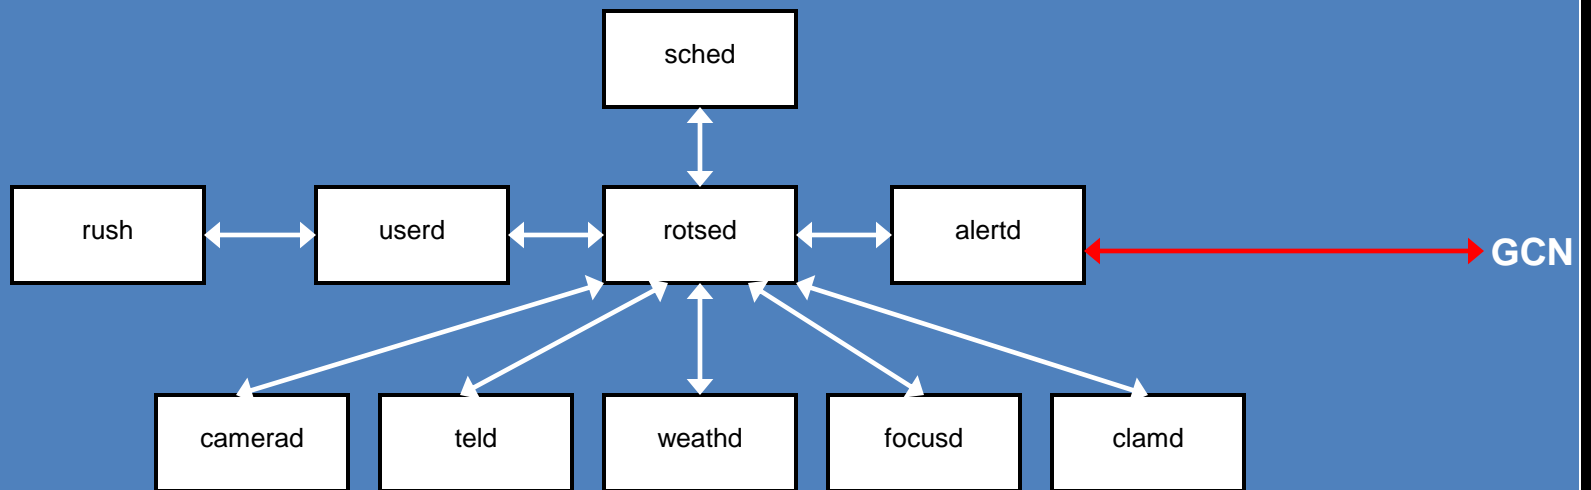 sched
rush
userd
rotsed
alertd
GCN
camerad
teld
weathd
focusd
clamd